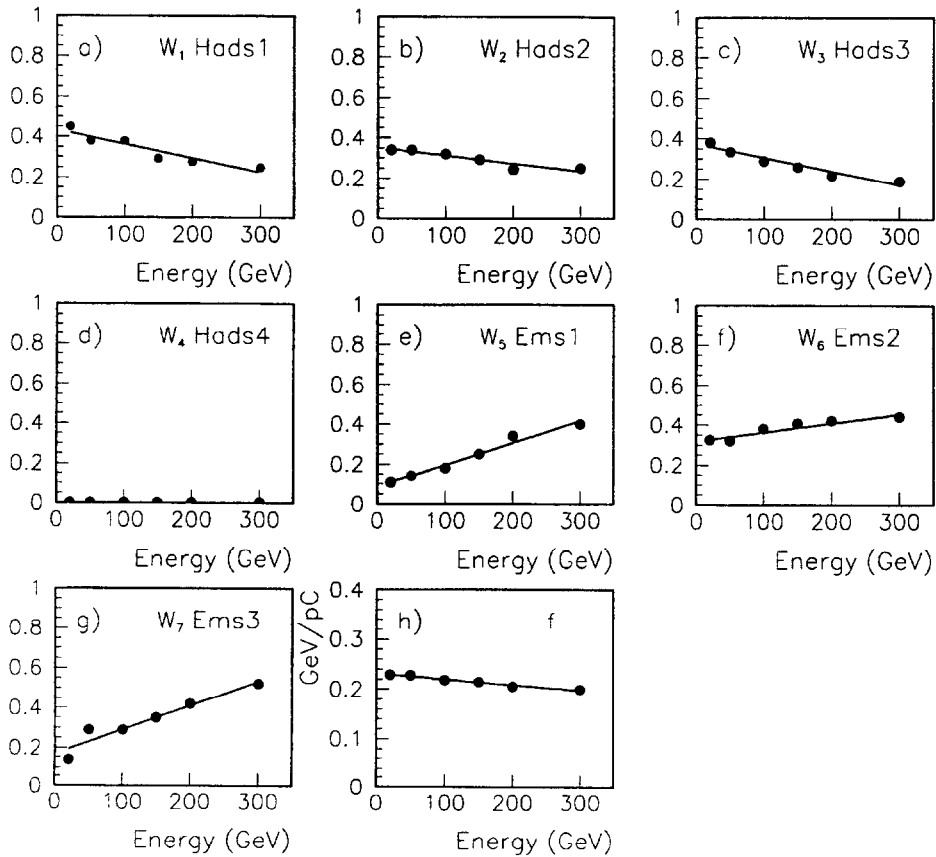 a) W₁ Hads1
1
0.8
0.6
0.4
0.2
0
0 100 200 300
Energy (GeV)
b) W₂ Hads2
1
0.8
0.6
0.4
0.2
0
0 100 200 300
Energy (GeV)
c) W₃ Hads3
1
0.8
0.6
0.4
0.2
0
0 100 200 300
Energy (GeV)
d) W₄ Hads4
1
0.8
0.6
0.4
0.2
0
0 100 200 300
Energy (GeV)
e) W₅ Ems1
1
0.8
0.6
0.4
0.2
0
0 100 200 300
Energy (GeV)
f) W₆ Ems2
1
0.8
0.6
0.4
0.2
0
0 100 200 300
Energy (GeV)
g) W₇ Ems3
1
0.8
0.6
0.4
0.2
0
0 100 200 300
Energy (GeV)
h) f
GeV/pC
0.4
0.3
0.2
0.1
0
0 100 200 300
Energy (GeV)